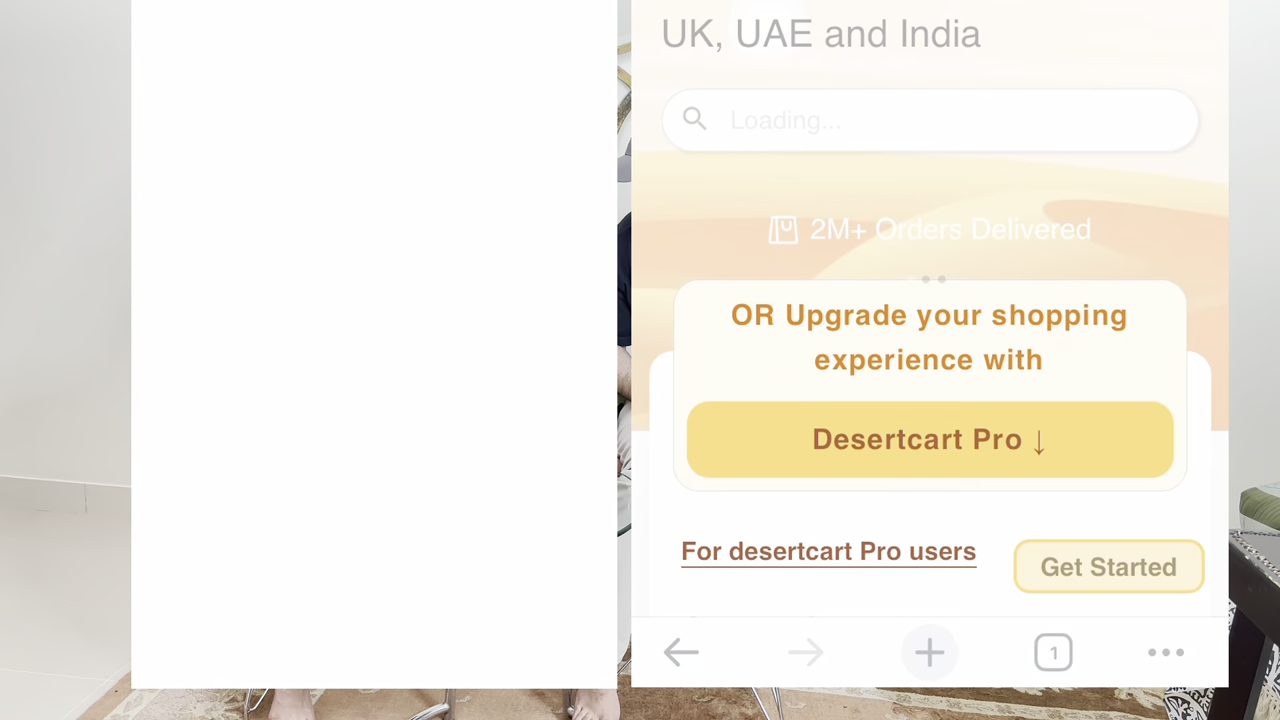 UK, UAE and India
Loading...
2M+ Orders Delivered
OR Upgrade your shopping
experience with
Desertcart Pro ↓
For desertcart Pro users
Get Started
1